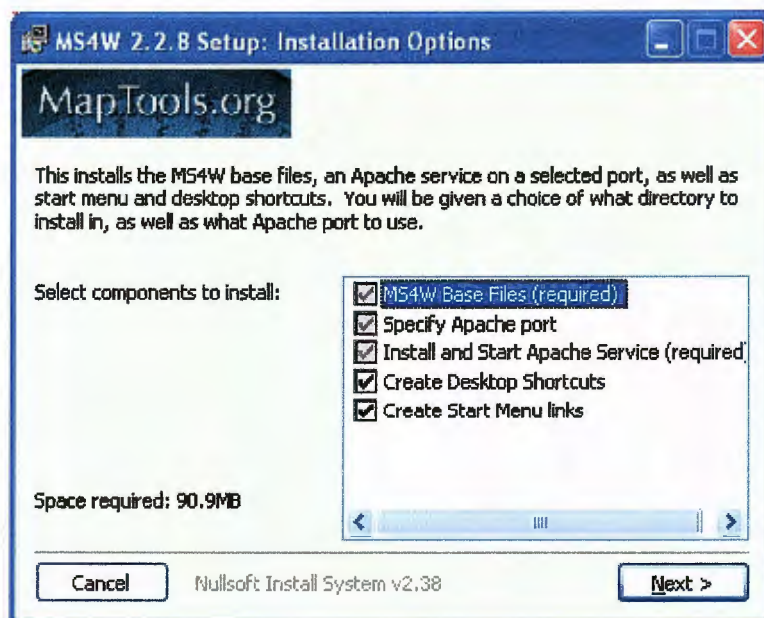 MS4W 2.2.8 Setup: Installation Options
MapTools.org
This installs the MS4W base files, an Apache service on a selected port, as well as
start menu and desktop shortcuts. You will be given a choice of what directory to
install in, as well as what Apache port to use.
Select components to install:
MS4W Base Files (required)
Specify Apache port
Install and Start Apache Service (required
Create Desktop Shortcuts
Create Start Menu links
Space required: 90.9MB
Cancel
Nullsoft Install System v2.38
Next >